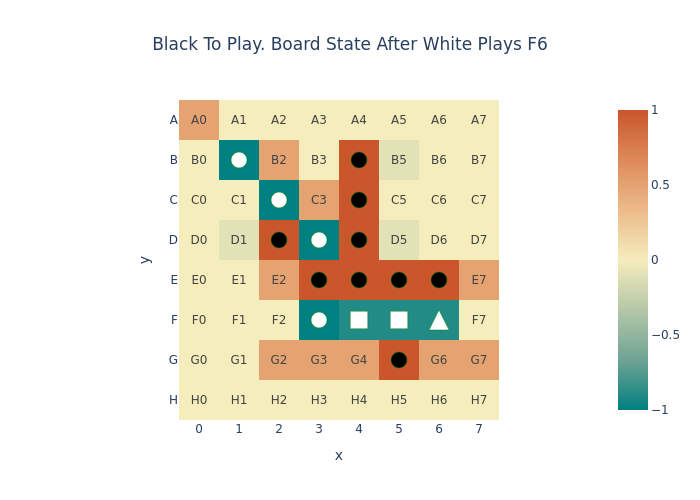 Black To Play. Board State After White Plays F6
A A0 A1 A2 A3 A4 A5 A6 A7
B B0 B2 B3 B5 B6 B7
C C0 C1 C3 C5 C6 C7
D D0 D1 D5 D6 D7
E E0 E1 E2 E7
F F0 F1 F2 F7
G G0 G1 G2 G3 G4 G6 G7
H H0 H1 H2 H3 H4 H5 H6 H7
0 1 2 3 4 5 6 7
x
y
1
0.5
0
−0.5
−1